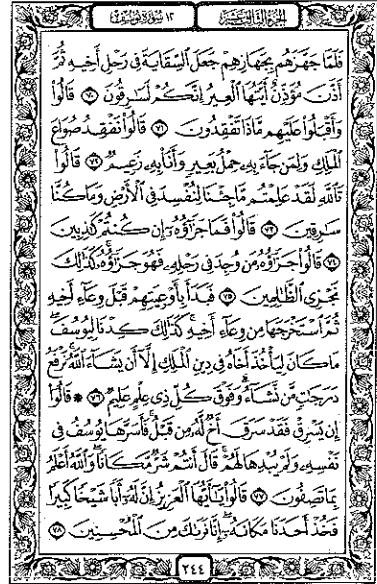 الجزء الثالث عشر
١٢ سورة يوسف
فَلَمَّا جَهَّزَهُم بِجَهَازِهِمْ جَعَلَ السِّقَايَةَ فِي رَحْلِ أَخِيهِ ثُمَّ
أَذَّنَ مُؤَذِّنٌ أَيَّتُهَا الْعِيرُ إِنَّكُمْ لَسَارِقُونَ ٧٠ قَالُوا
وَأَقْبَلُوا عَلَيْهِم مَّاذَا تَفْقِدُونَ ٧١ قَالُوا نَفْقِدُ صُوَاعَ
الْمَلِكِ وَلِمَن جَاءَ بِهِ حِمْلُ بَعِيرٍ وَأَنَا بِهِ زَعِيمٌ ٧٢ قَالُوا
تَاللَّهِ لَقَدْ عَلِمْتُم مَّا جِئْنَا لِنُفْسِدَ فِي الْأَرْضِ وَمَا كُنَّا
سَارِقِينَ ٧٣ قَالُوا فَمَا جَزَاؤُهُ إِن كُنتُمْ كَاذِبِينَ
٧٤ قَالُوا جَزَاؤُهُ مَن وُجِدَ فِي رَحْلِهِ فَهُوَ جَزَاؤُهُ كَذَٰلِكَ
نَجْزِي الظَّالِمِينَ ٧٥ فَبَدَأَ بِأَوْعِيَتِهِمْ قَبْلَ وِعَاءِ أَخِيهِ
ثُمَّ اسْتَخْرَجَهَا مِن وِعَاءِ أَخِيهِ كَذَٰلِكَ كِدْنَا لِيُوسُفَ
مَا كَانَ لِيَأْخُذَ أَخَاهُ فِي دِينِ الْمَلِكِ إِلَّا أَن يَشَاءَ اللَّهُ نَرْفَعُ
دَرَجَاتٍ مَّن نَّشَاءُ وَفَوْقَ كُلِّ ذِي عِلْمٍ عَلِيمٌ ٧٦ ۞ قَالُوا
إِن يَسْرِقْ فَقَدْ سَرَقَ أَخٌ لَّهُ مِن قَبْلُ فَأَسَرَّهَا يُوسُفُ فِي
نَفْسِهِ وَلَمْ يُبْدِهَا لَهُمْ قَالَ أَنتُمْ شَرٌّ مَّكَانًا وَاللَّهُ أَعْلَمُ
بِمَا تَصِفُونَ ٧٧ قَالُوا يَا أَيُّهَا الْعَزِيزُ إِنَّ لَهُ أَبًا شَيْخًا كَبِيرًا
فَخُذْ أَحَدَنَا مَكَانَهُ إِنَّا نَرَاكَ مِنَ الْمُحْسِنِينَ ٧٨
٢٤٤